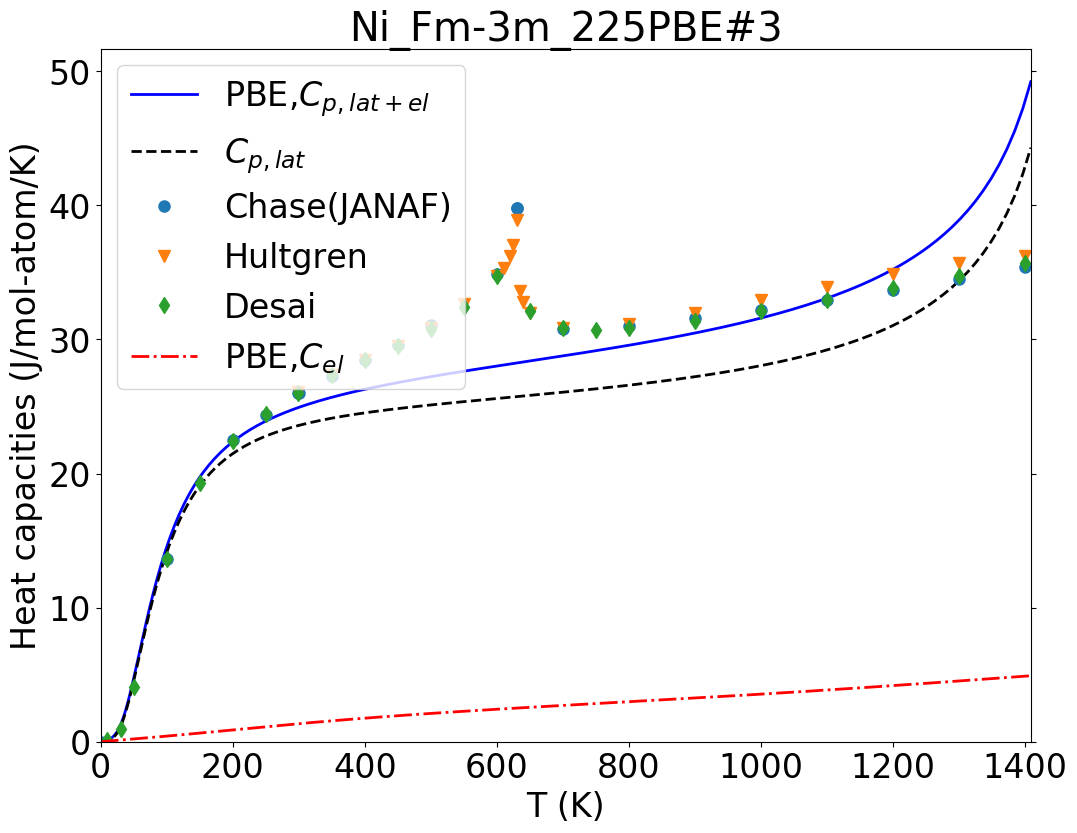 Ni_Fm-3m_225PBE#3
Heat capacities (J/mol-atom/K)
50
40
30
20
10
0
PBE,C_{p,lat+el}
C_{p,lat}
Chase(JANAF)
Hultgren
Desai
PBE,C_{el}
0 200 400 600 800 1000 1200 1400
T (K)